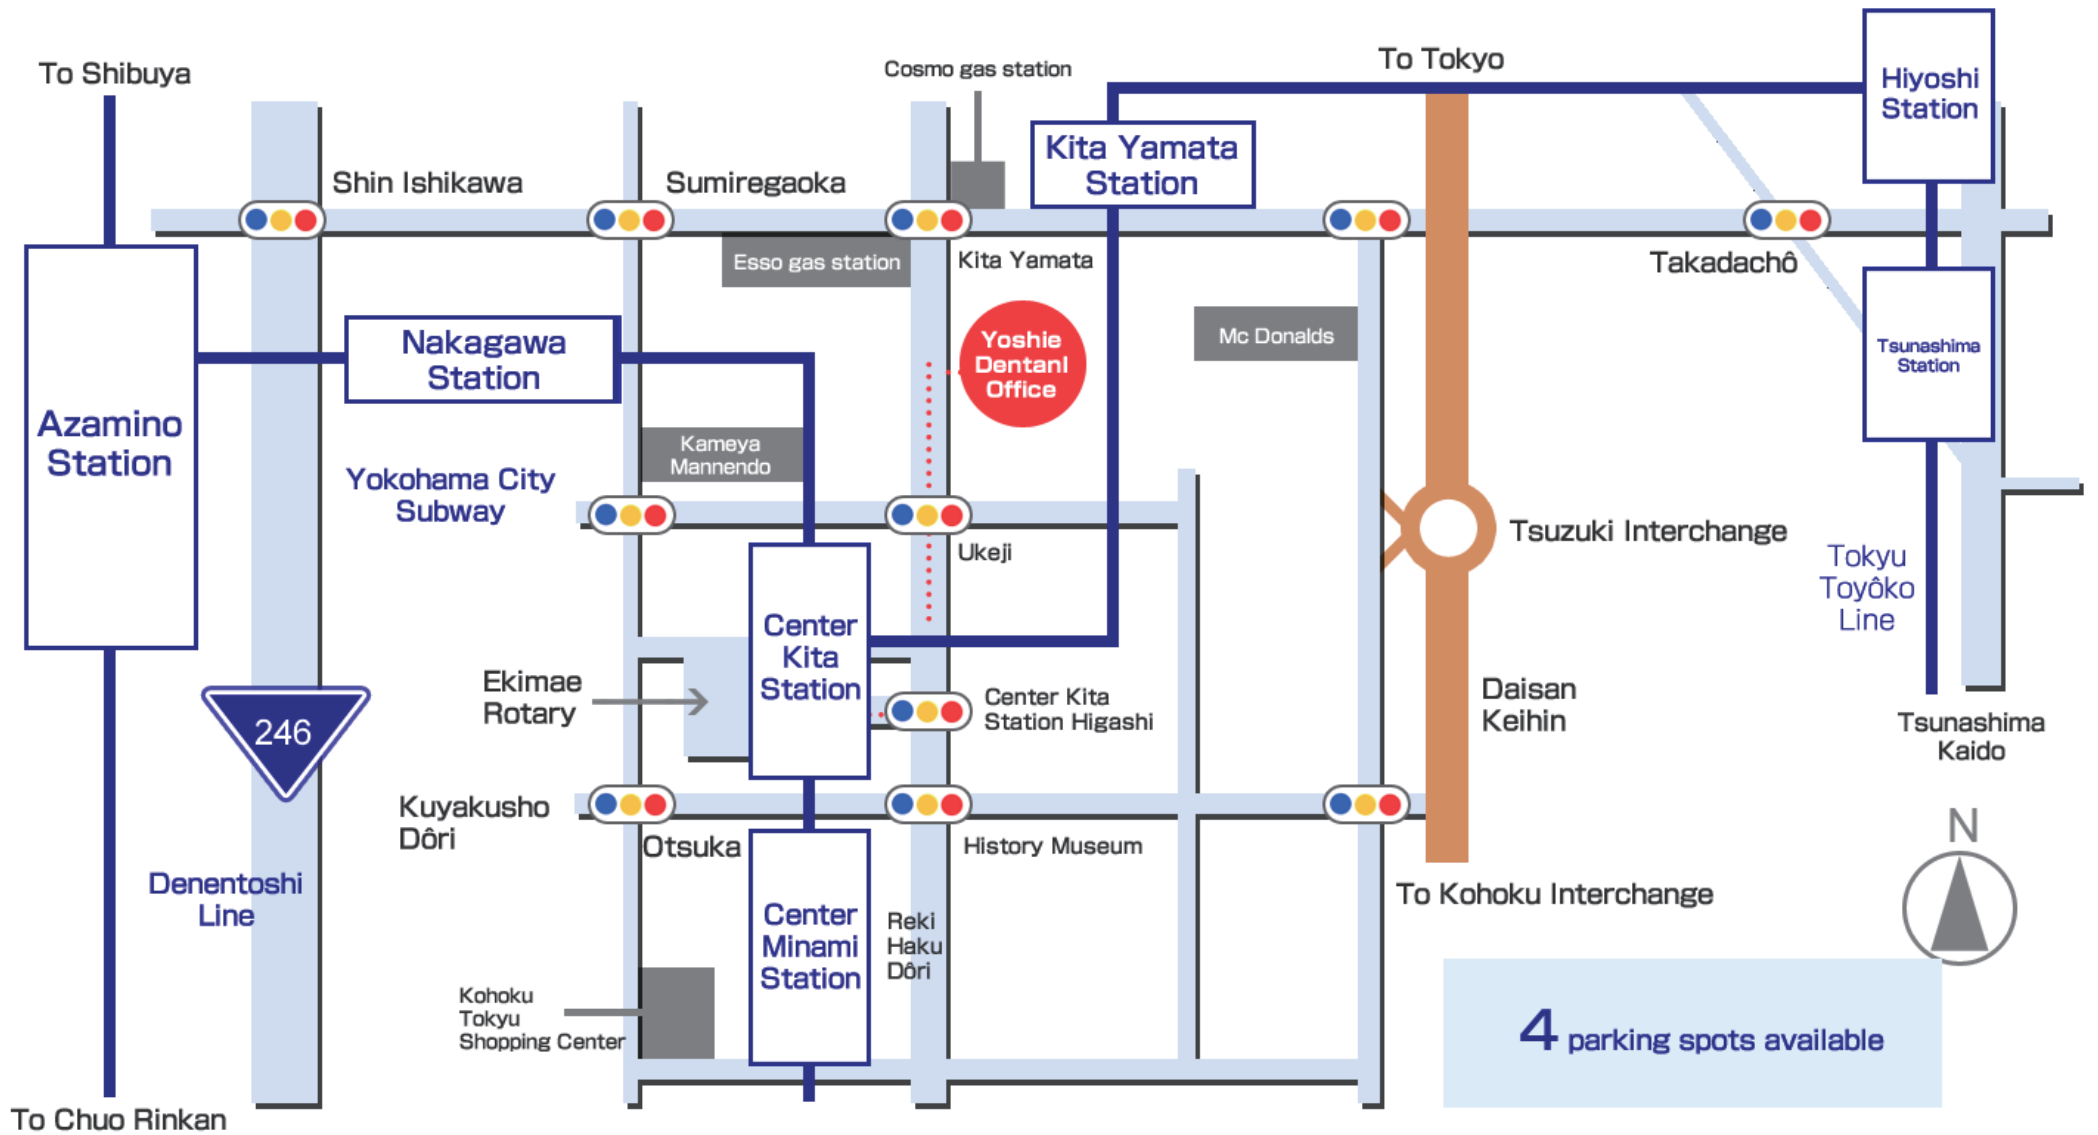 To Shibuya
Cosmo gas station
To Tokyo
Hiyoshi
Station
Kita Yamata
Station
Shin Ishikawa
Sumiregaoka
Esso gas station
Kita Yamata
Takadachô
Nakagawa
Station
Yoshie
Dentanl
Office
Mc Donalds
Tsunashima
Station
Azamino
Station
Kameya
Mannendo
Yokohama City
Subway
Ukeji
Tsuzuki Interchange
Tokyu
Toyôko
Line
Center
Kita
Station
Ekimae
Rotary
Center Kita
Station Higashi
Daisan
Keihin
246
Tsunashima
Kaido
Kuyakusho
Dôri
Otsuka
History Museum
N
Denentoshi
Line
To Kohoku Interchange
Center
Minami
Station
Reki
Haku
Dôri
Kohoku
Tokyu
Shopping Center
4 parking spots available
To Chuo Rinkan